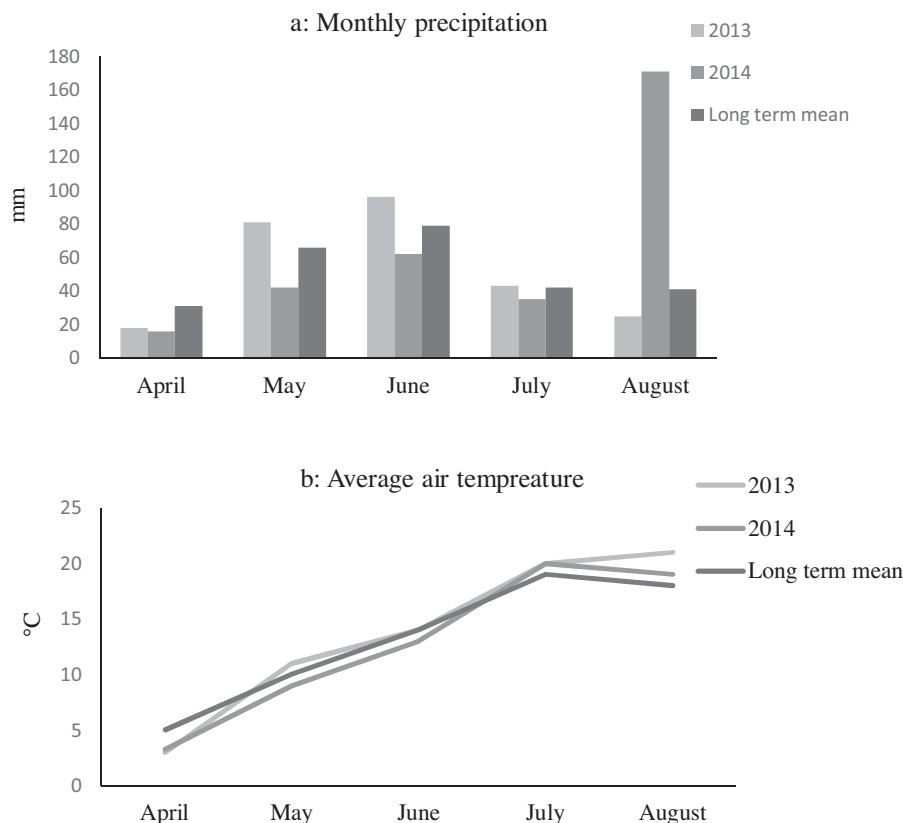 a: Monthly precipitation
2013
2014
Long term mean
mm
180
160
140
120
100
80
60
40
20
0
April May June July August
b: Average air tempreature
2013
2014
Long term mean
°C
25
20
15
10
5
0
April May June July August